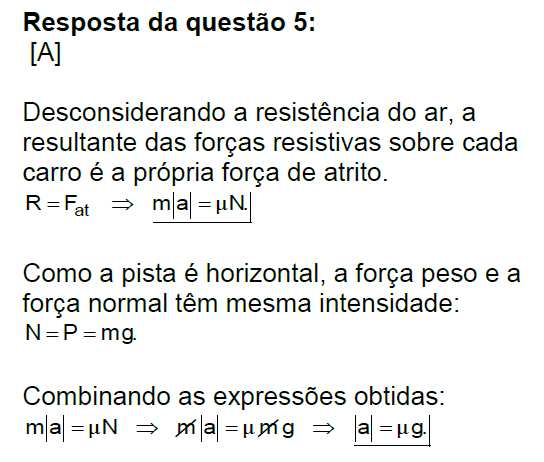 Resposta da questão 5:
[A]
Desconsiderando a resistência do ar, a
resultante das forças resistivas sobre cada
carro é a própria força de atrito.
R = Fat ⇒ m|a| = μN.|
Como a pista é horizontal, a força peso e a
força normal têm mesma intensidade:
N = P = mg.
Combinando as expressões obtidas:
m|a| = μN ⇒ m|a| = μmg ⇒ |a| = μg.|